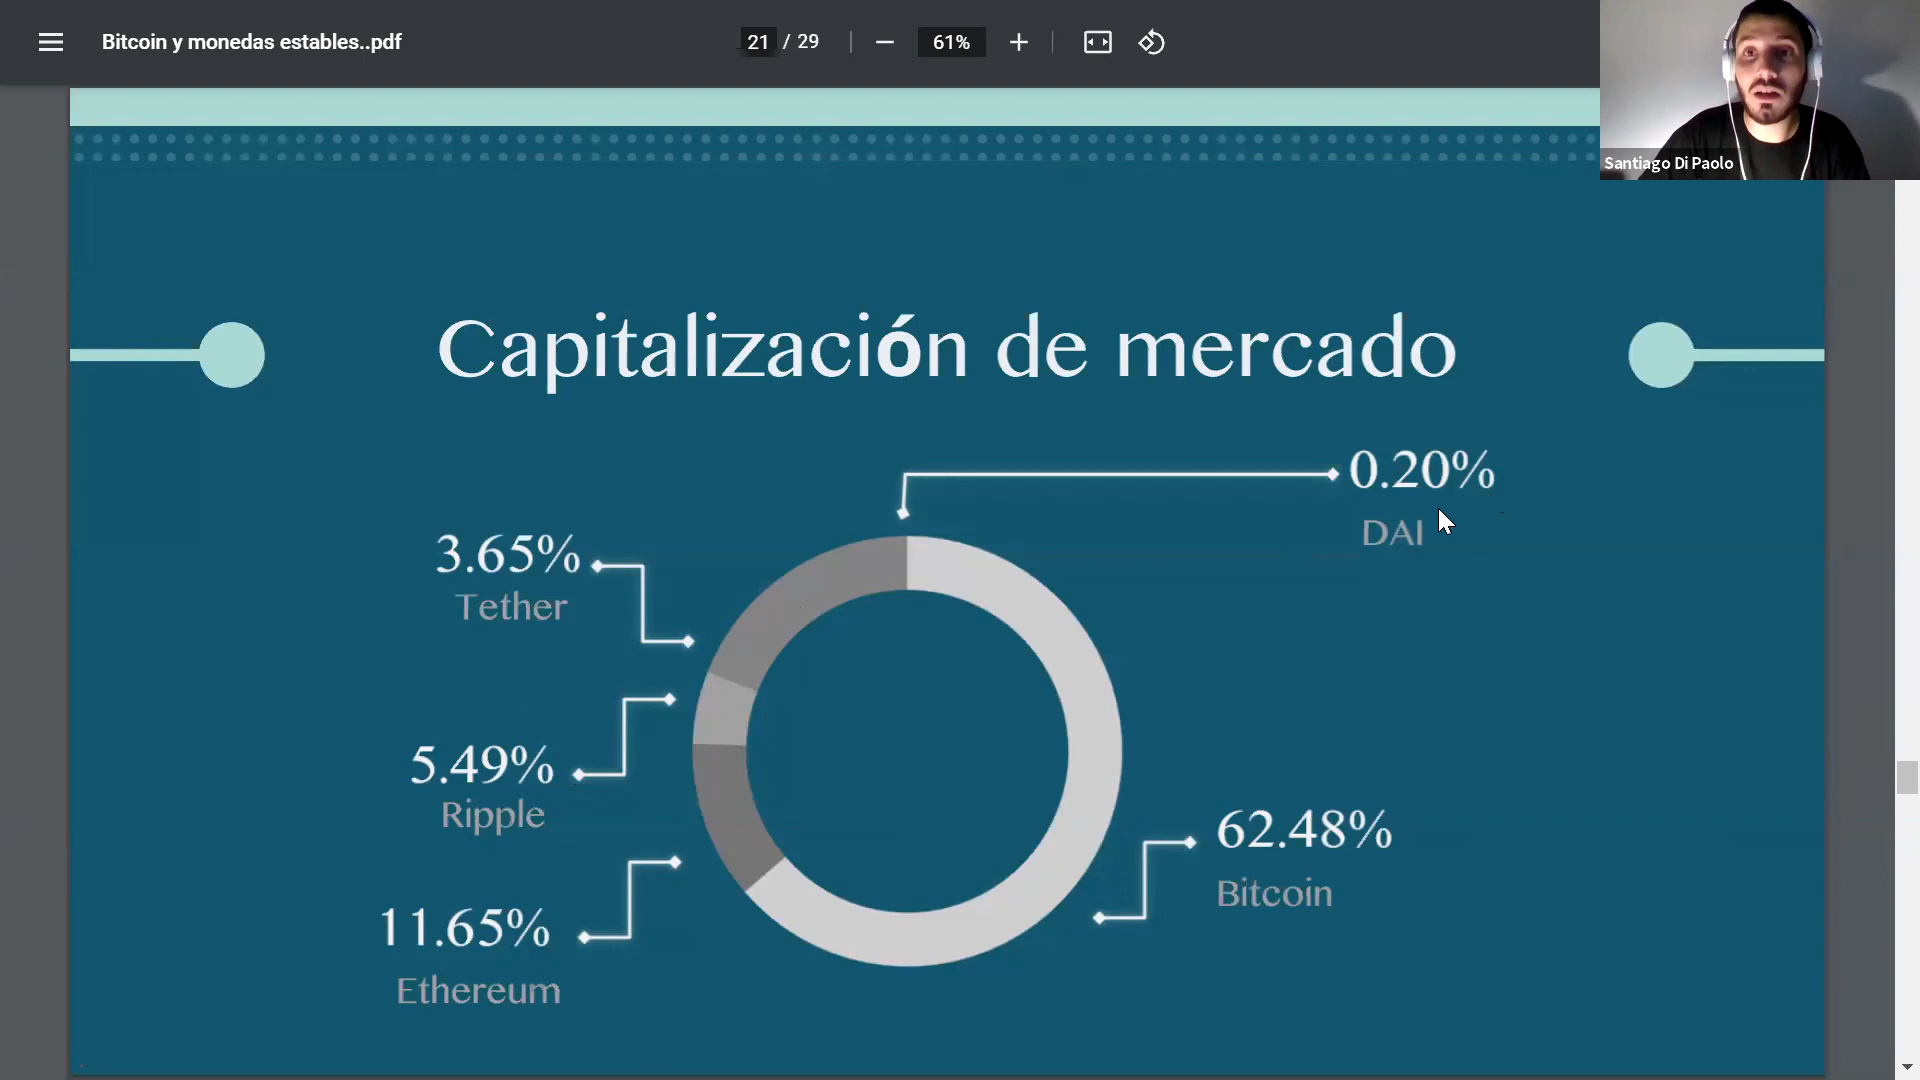 Bitcoin y monedas estables..pdf
21 / 29
61%
Santiago Di Paolo
Capitalización de mercado
0.20%
DAI
3.65%
Tether
5.49%
Ripple
62.48%
Bitcoin
11.65%
Ethereum